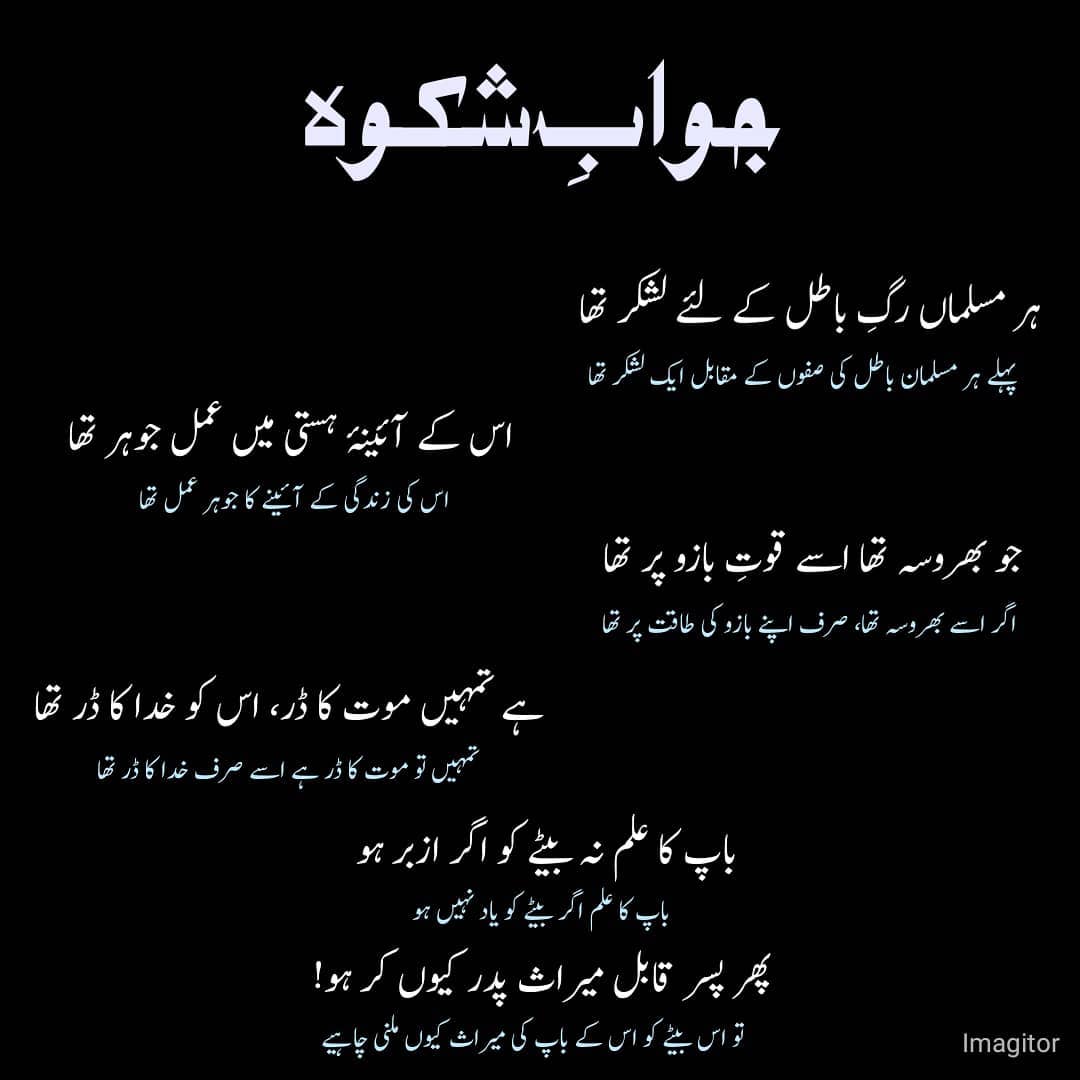 جوابِ شکوہ
ہر مسلماں رگِ باطل کے لئے لشکر تھا
پہلے ہر مسلمان باطل کی صفوں کے مقابل ایک لشکر تھا
اس کے آئینۂ ہستی میں عمل جوہر تھا
اس کی زندگی کے آئینے کا جوہر عمل تھا
جو بھروسہ تھا اسے قوتِ بازو پر تھا
اگر اسے بھروسہ تھا، صرف اپنے بازو کی طاقت پر تھا
ہے تمہیں موت کا ڈر، اس کو خدا کا ڈر تھا
تمہیں تو موت کا ڈر ہے اسے صرف خدا کا ڈر تھا
باپ کا علم نہ بیٹے کو اگر ازبر ہو
باپ کا علم اگر بیٹے کو یاد نہیں ہو
پھر پسر قابل میراث پدر کیوں کر ہو!
تو اس بیٹے کو اس کے باپ کی میراث کیوں ملنی چاہیے
Imagitor